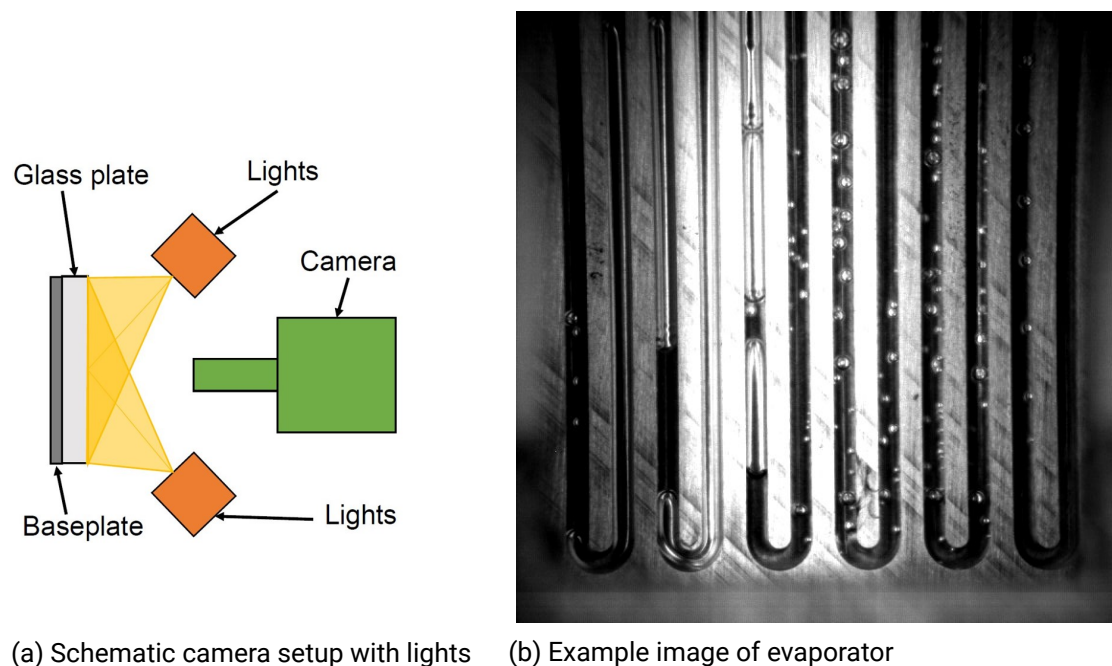 Glass plate
Lights
Camera
Baseplate
Lights
(a) Schematic camera setup with lights
(b) Example image of evaporator